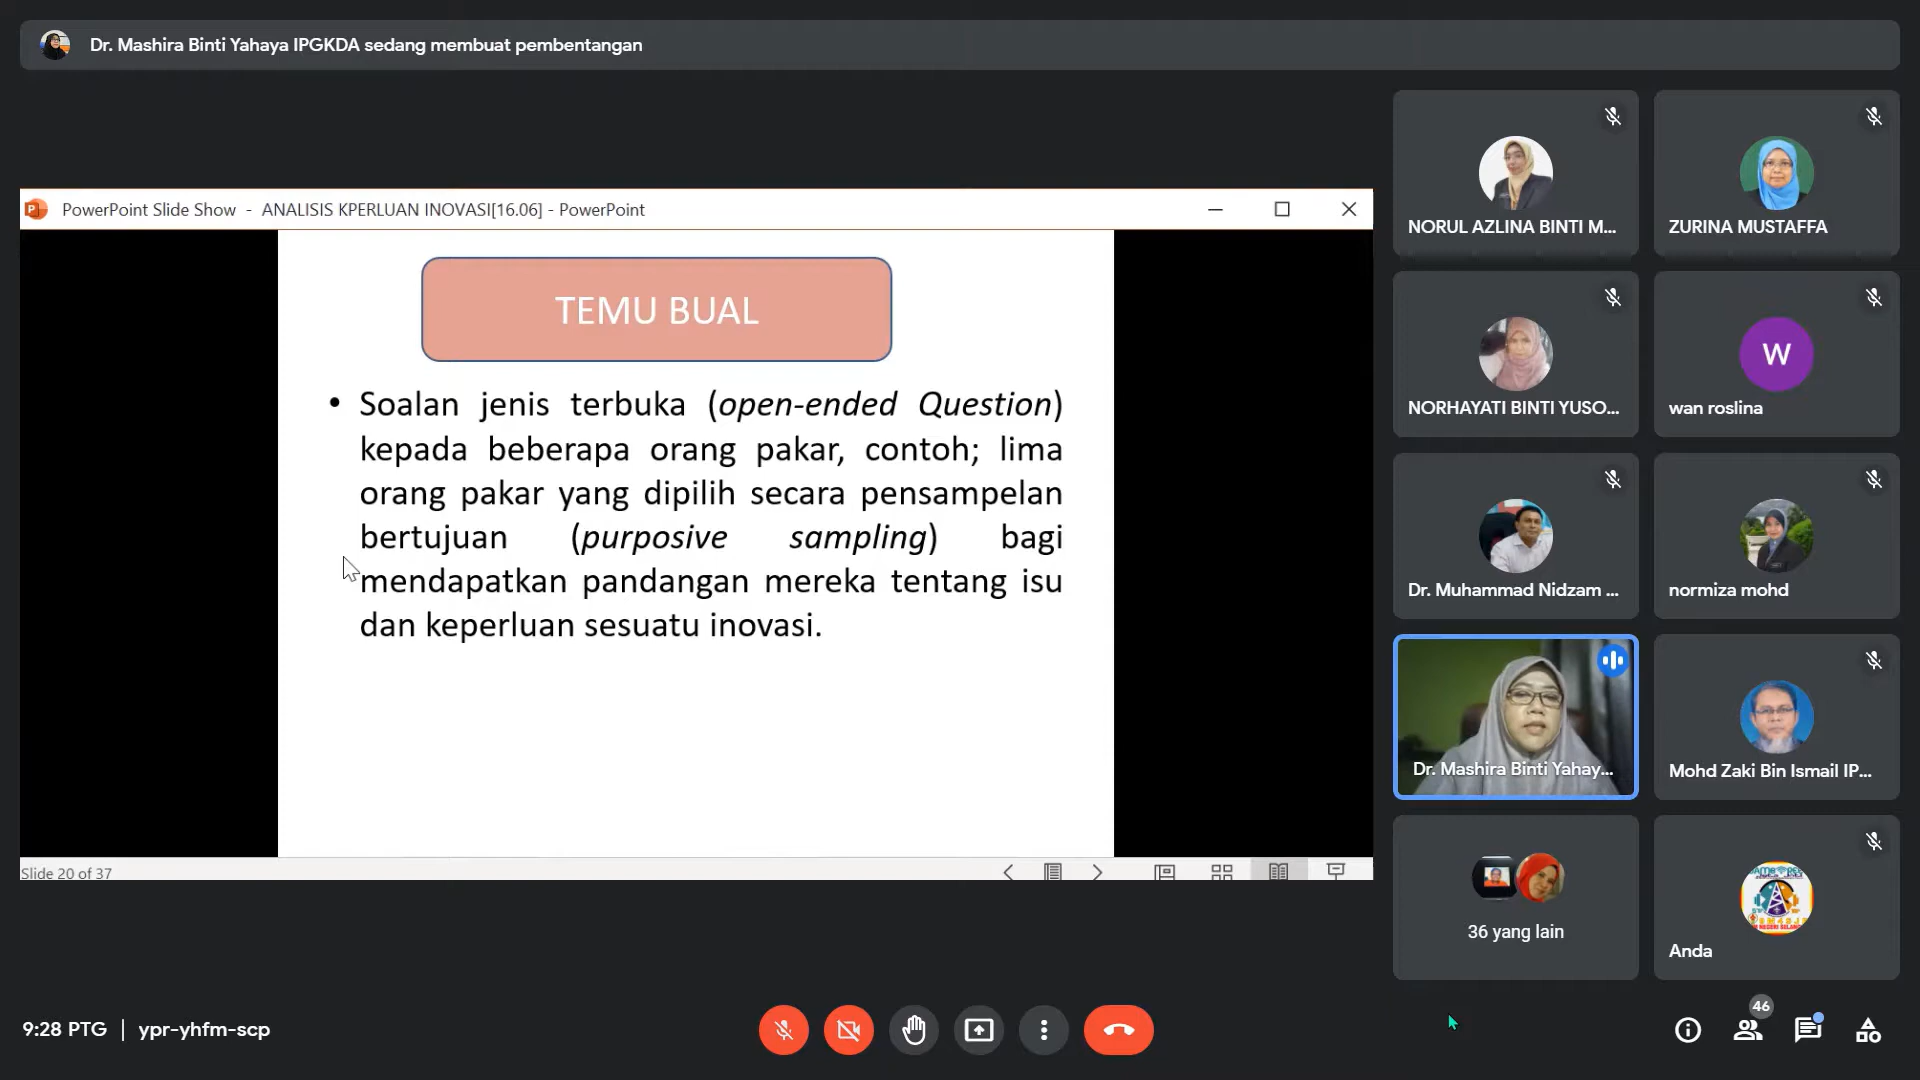 Dr. Mashira Binti Yahaya IPGKDA sedang membuat pembentangan
PowerPoint Slide Show - ANALISIS KPERLUAN INOVASI[16.06] - PowerPoint
TEMU BUAL
• Soalan jenis terbuka (open-ended Question)
kepada beberapa orang pakar, contoh; lima
orang pakar yang dipilih secara pensampelan
bertujuan (purposive sampling) bagi
mendapatkan pandangan mereka tentang isu
dan keperluan sesuatu inovasi.
Slide 20 of 37
NORUL AZLINA BINTI M...
ZURINA MUSTAFFA
NORHAYATI BINTI YUSO...
W
wan roslina
Dr. Muhammad Nidzam ...
normiza mohd
Dr. Mashira Binti Yahay...
Mohd Zaki Bin Ismail IP...
36 yang lain
Anda
9:28 PTG | ypr-yhfm-scp
46